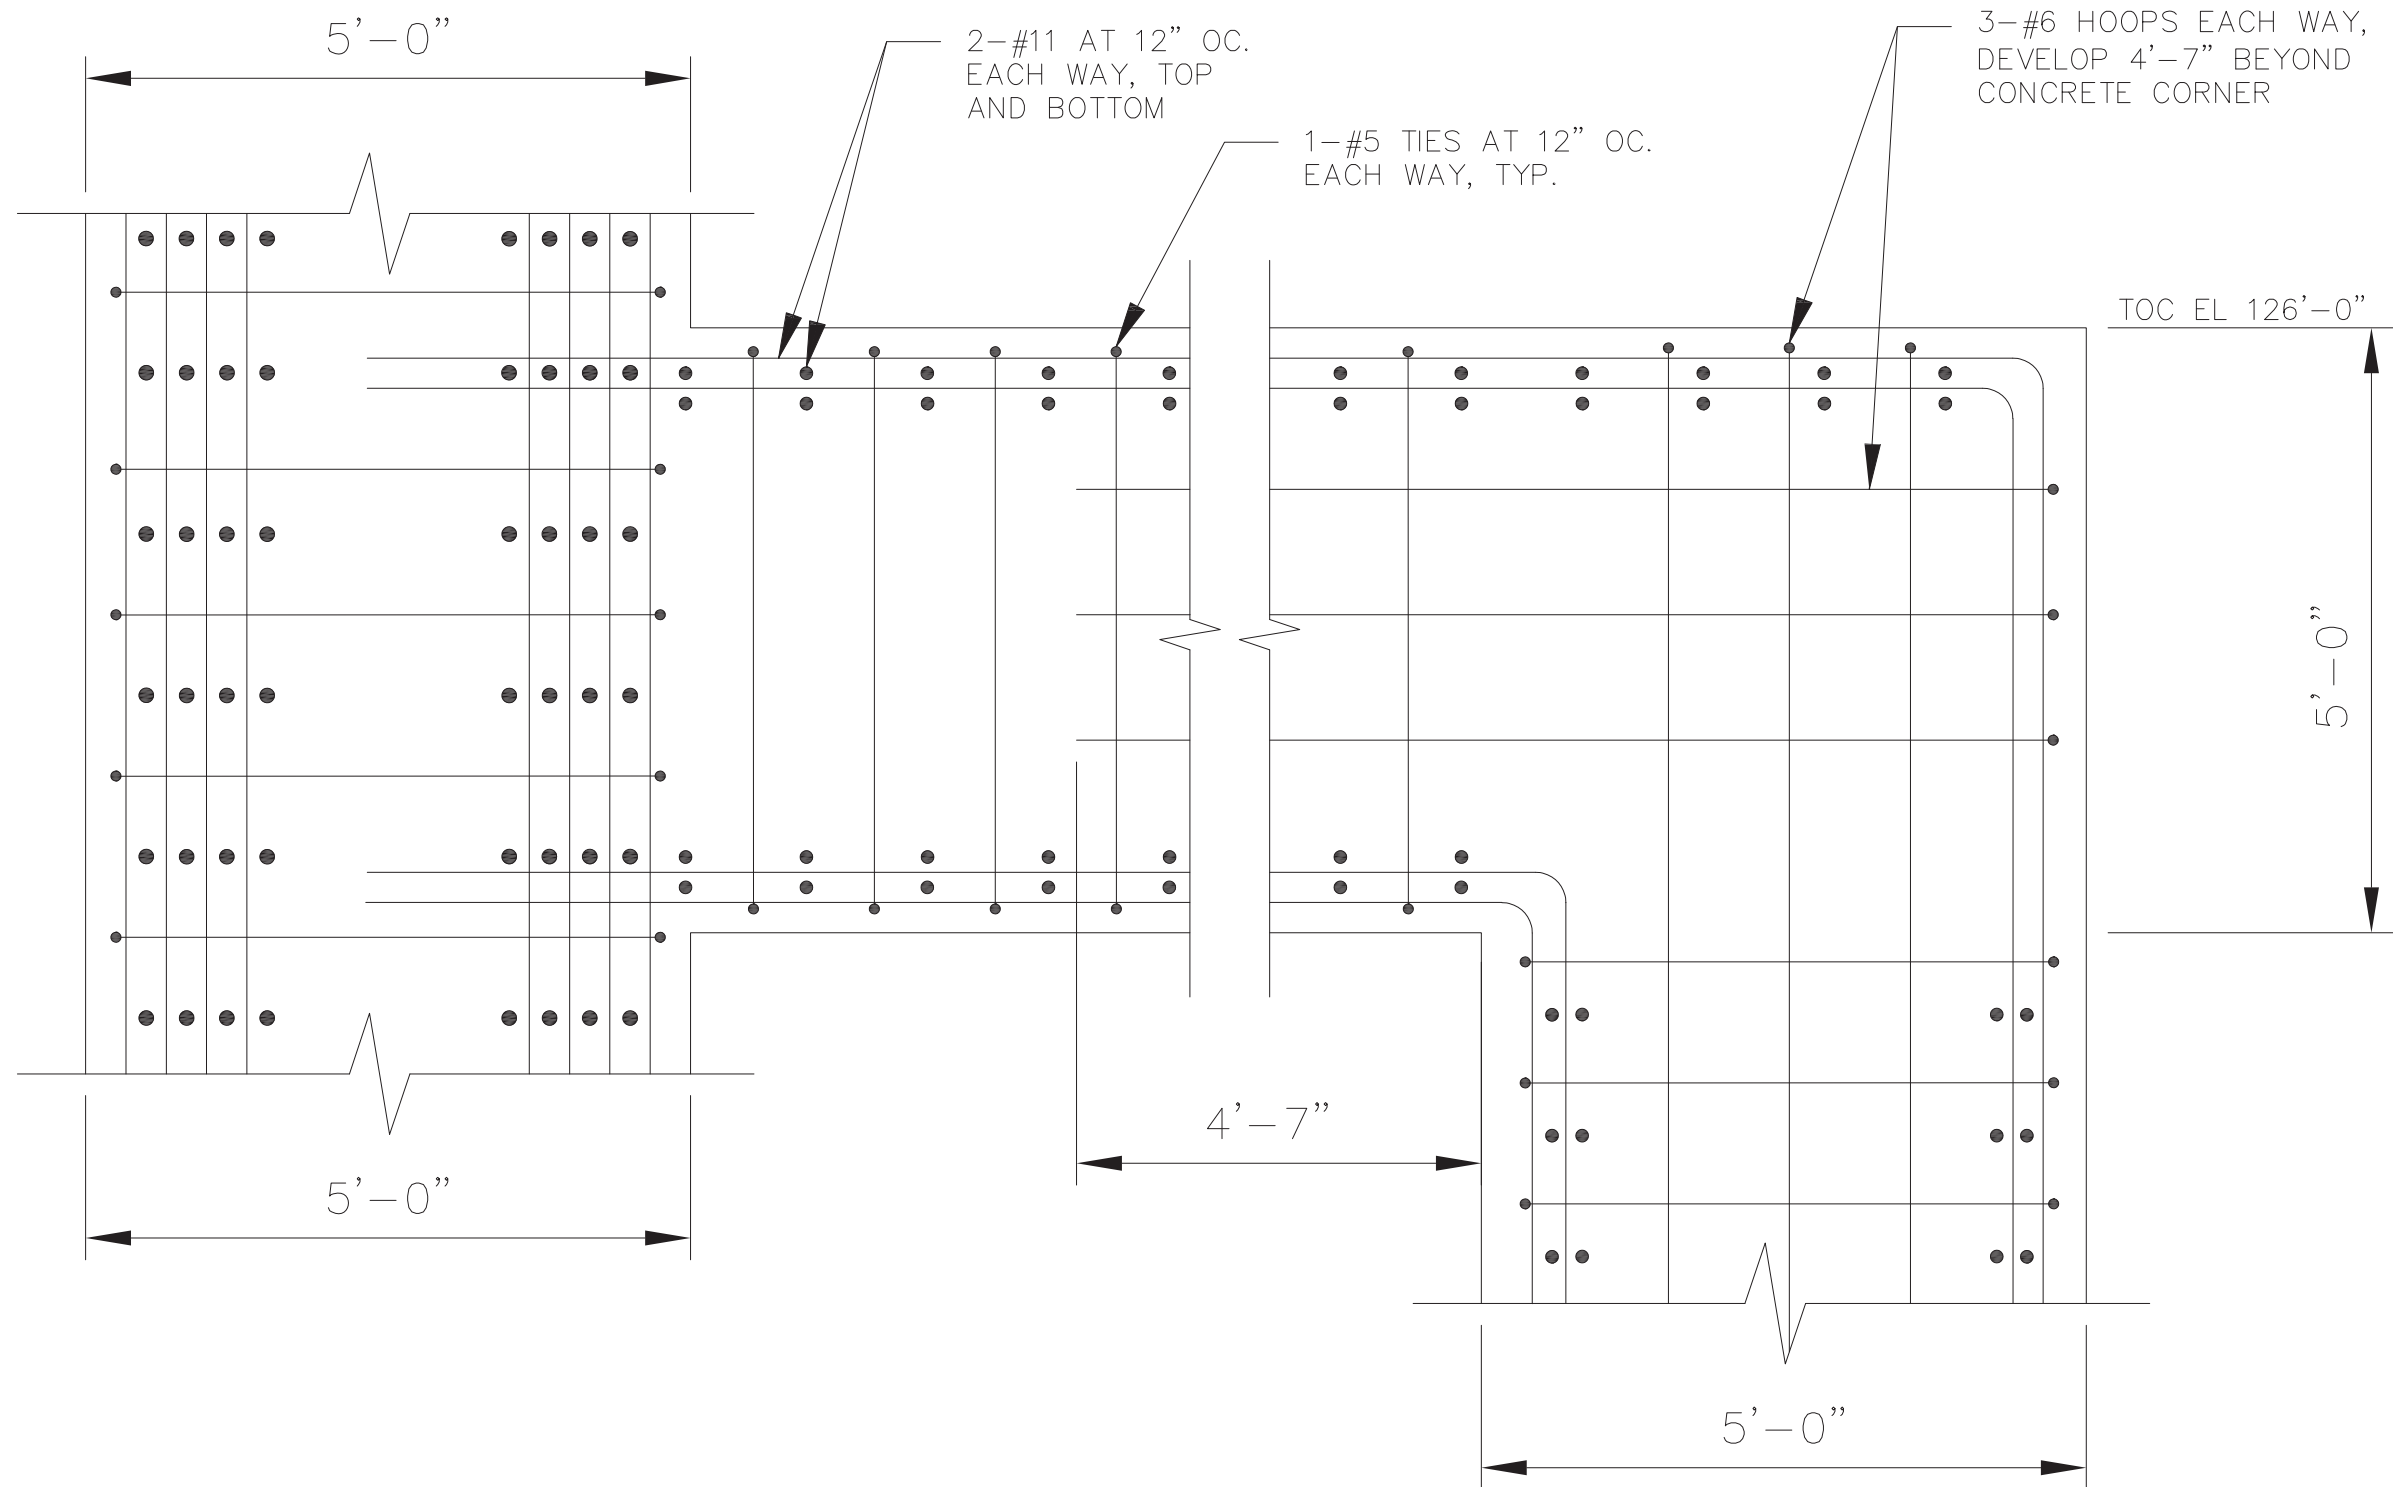 5'-0"
2-#11 AT 12" OC.
EACH WAY, TOP
AND BOTTOM
1-#5 TIES AT 12" OC.
EACH WAY, TYP.
3-#6 HOOPS EACH WAY,
DEVELOP 4'-7" BEYOND
CONCRETE CORNER
TOC EL 126'-0"
5'-0"
4'-7"
5'-0"
5'-0"